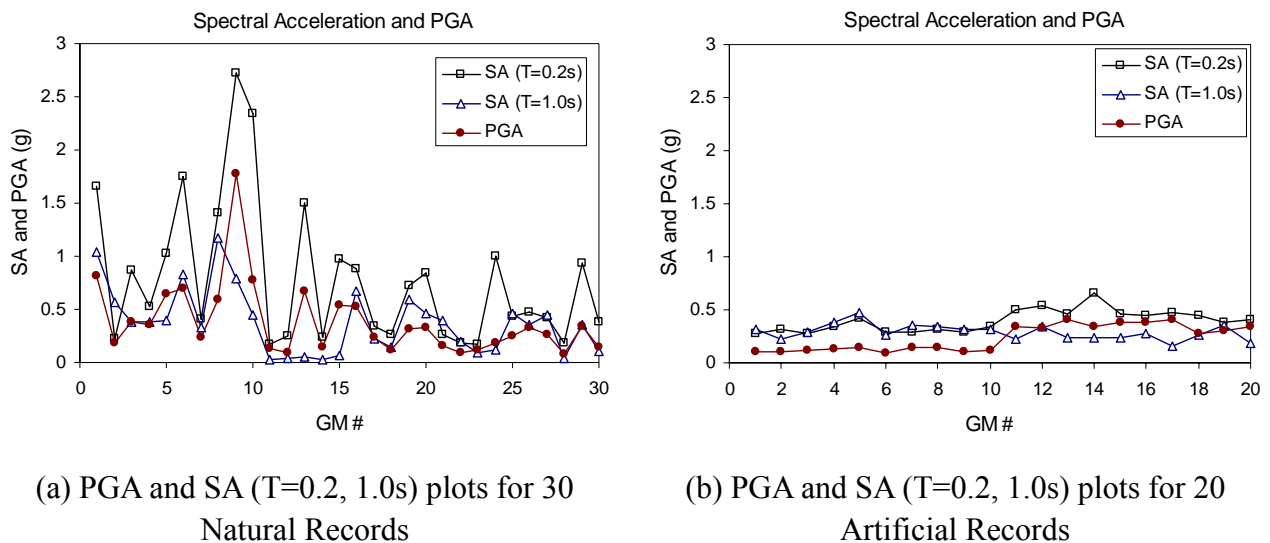 Spectral Acceleration and PGA
3
2.5
2
1.5
1
0.5
0
SA and PGA (g)
SA (T=0.2s)
SA (T=1.0s)
PGA
0 5 10 15 20 25 30
GM #
(a) PGA and SA (T=0.2, 1.0s) plots for 30
Natural Records
Spectral Acceleration and PGA
3
2.5
2
1.5
1
0.5
0
SA and PGA (g)
SA (T=0.2s)
SA (T=1.0s)
PGA
0 2 4 6 8 10 12 14 16 18 20
GM #
(b) PGA and SA (T=0.2, 1.0s) plots for 20
Artificial Records